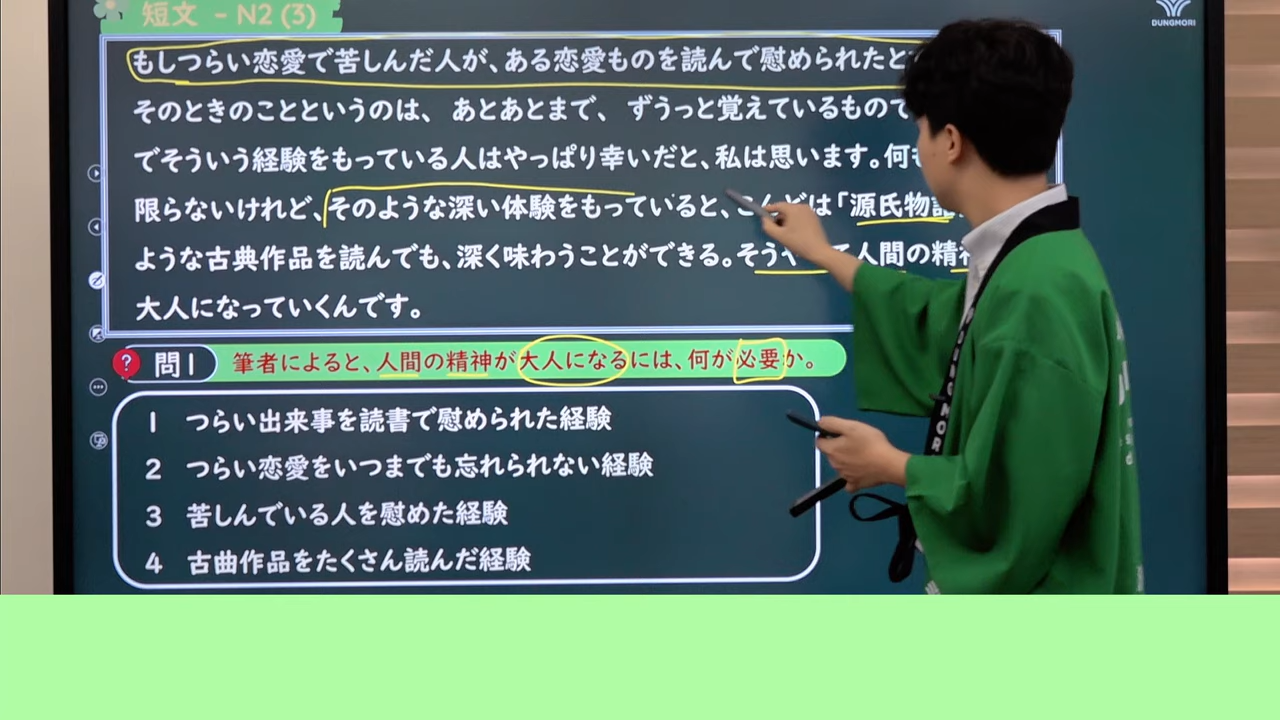 短文 - N2 (3)
DUNGMORI
もしつらい恋愛で苦しんだ人が、ある恋愛ものを読んで慰められたと
そのときのことというのは、 あとあとまで、 ずうっと覚えているもので
でそういう経験をもっている人はやっぱり幸いだと、私は思います。何
限らないけれど、そのような深い体験をもっていると、こんどは「源氏物語
ような古典作品を読んでも、深く味わうことができる。そう て人間の精神
大人になっていくんです。
? 問1 筆者によると、人間の精神が大人になるには、何が必要か。
1 つらい出来事を読書で慰められた経験
2 つらい恋愛をいつまでも忘れられない経験
3 苦しんでいる人を慰めた経験
4 古曲作品をたくさん読んだ経験